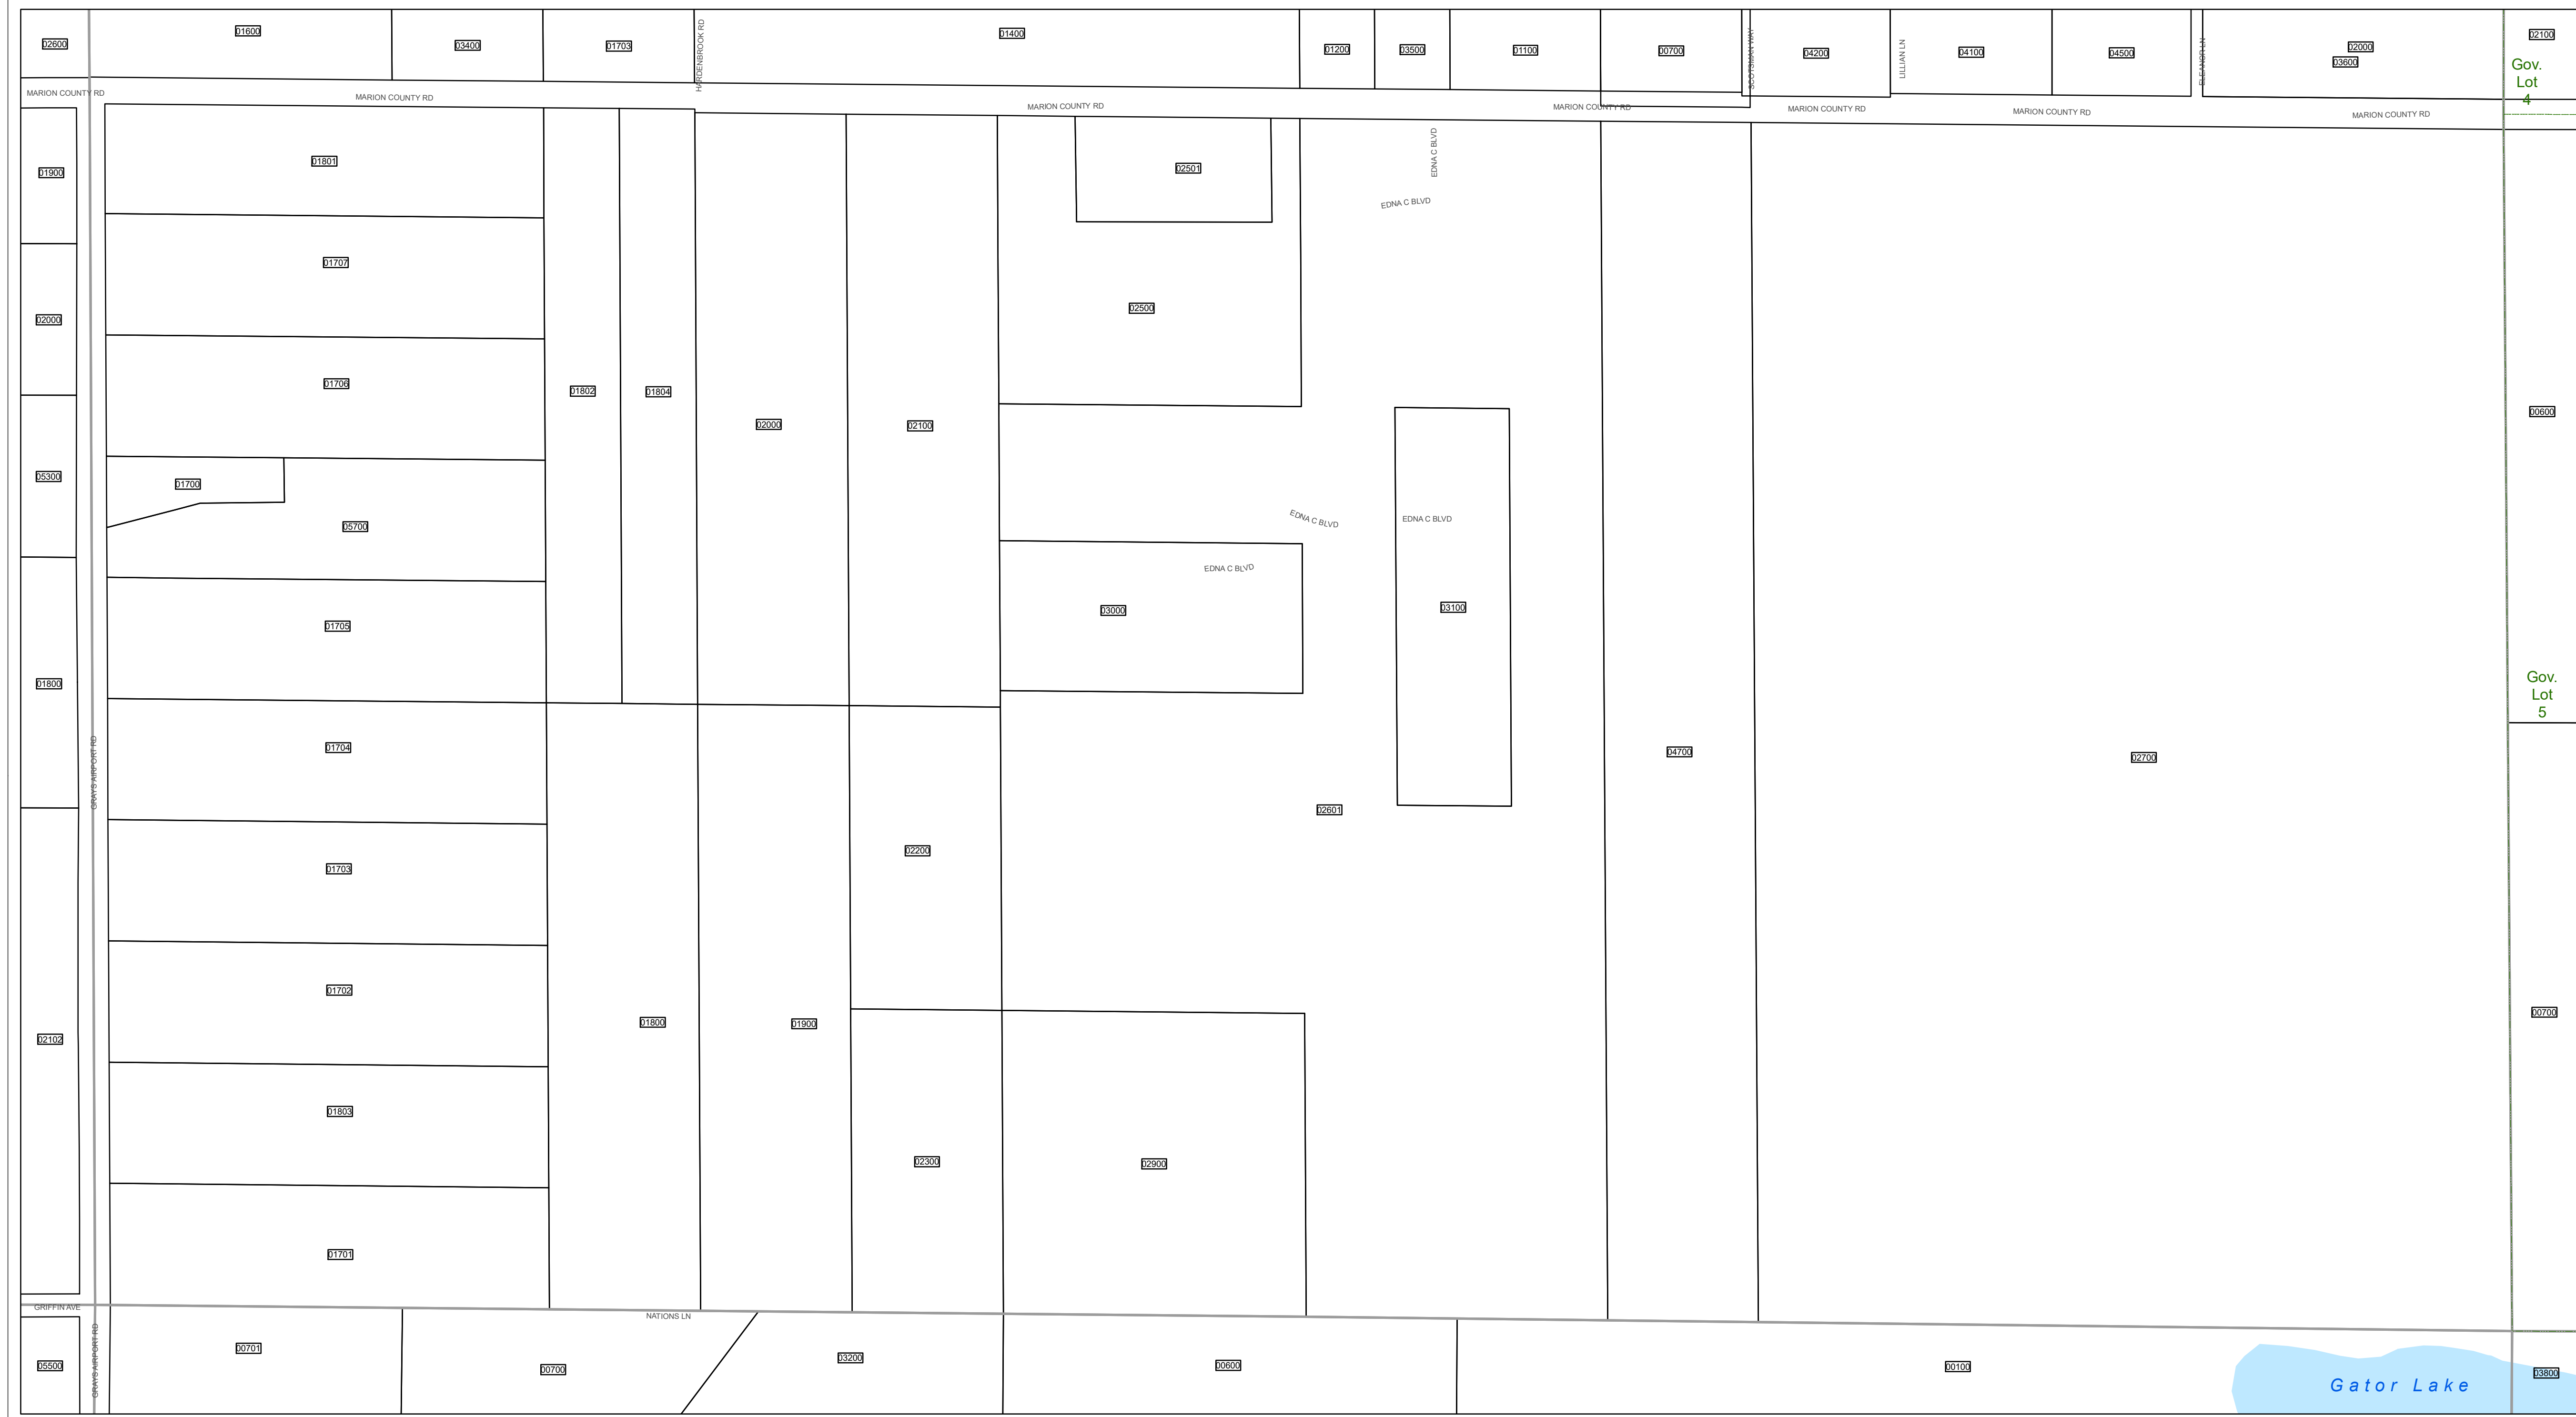 02600
01600
03400
01703
HARDENBROOK RD
01400
01200
03500
01100
00700
SCOTSMAN WAY
04200
LILLIAN LN
04100
04500
ELEANOR LN
02000
03600
02100
Gov.
Lot
4
MARION COUNTY RD
MARION COUNTY RD
MARION COUNTY RD
MARION COUNTY RD
MARION COUNTY RD
MARION COUNTY RD
MARION COUNTY RD
01900
01801
02501
EDNA C BLVD
EDNA C BLVD
01707
02500
02000
01706
01802
01804
02000
02100
00600
05300
01700
05700
EDNA C BLVD
EDNA C BLVD
EDNA C BLVD
03000
03100
01705
01800
Gov.
Lot
5
GRAYS AIRPORT RD
01704
04700
02700
02601
02200
01703
01702
01800
01900
00700
02102
01803
02300
02900
01701
GRIFFIN AVE
NATIONS LN
GRAYS AIRPORT RD
05500
00701
00700
03200
00600
00100
Gator Lake
03800